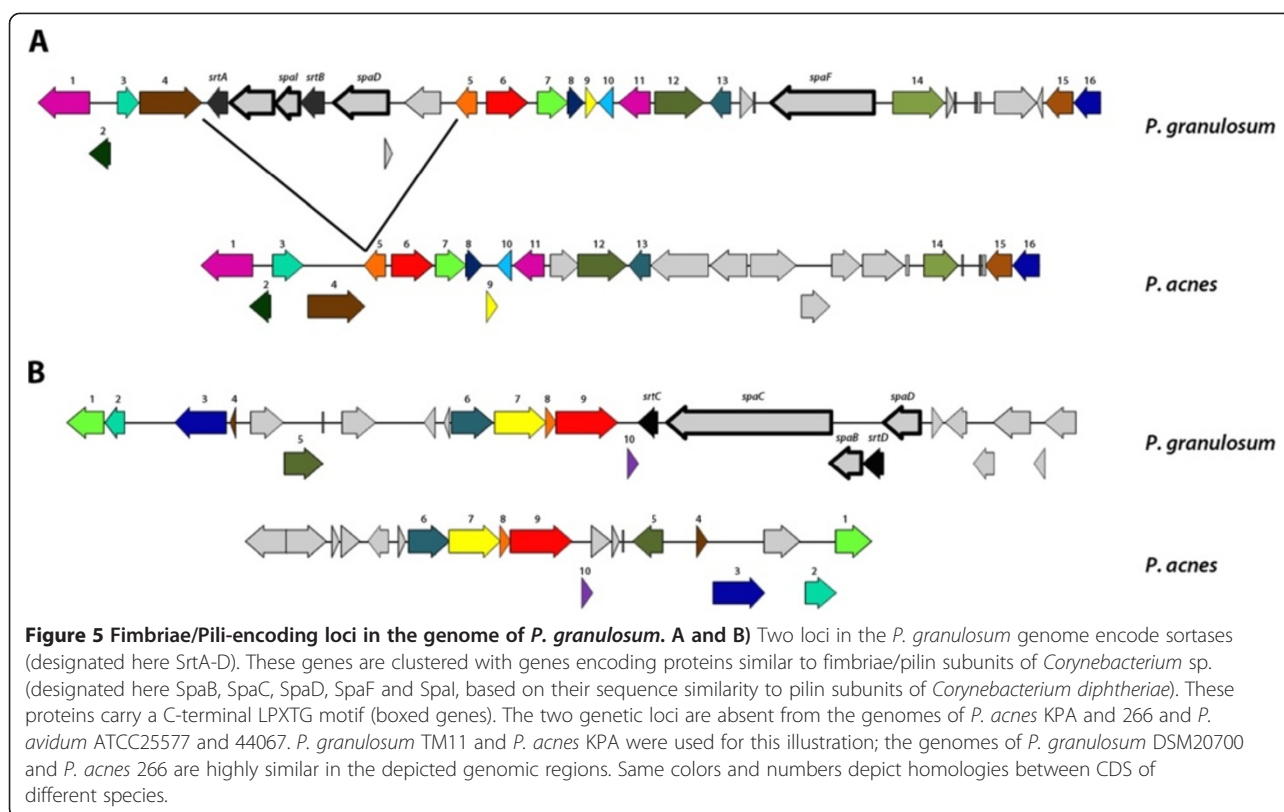 A
1 3 4 srtA spaI srtB spaD 5 6 7 8 9 10 11 12 13 spaF 14 15 16
2
P. granulosum
1 3 5 6 7 8 10 11 12 13 14 15 16
2 4 9
P. acnes
B
1 2 3 4 6 7 8 9 srtC spaC spaD
5 10 spaB srtD
P. granulosum
6 7 8 9 5 4 1
10 3 2
P. acnes
Figure 5 Fimbriae/Pili-encoding loci in the genome of P. granulosum. A and B) Two loci in the P. granulosum genome encode sortases
(designated here SrtA-D). These genes are clustered with genes encoding proteins similar to fimbriae/pilin subunits of Corynebacterium sp.
(designated here SpaB, SpaC, SpaD, SpaF and SpaI, based on their sequence similarity to pilin subunits of Corynebacterium diphtheriae). These
proteins carry a C-terminal LPXTG motif (boxed genes). The two genetic loci are absent from the genomes of P. acnes KPA and 266 and P.
avidum ATCC25577 and 44067. P. granulosum TM11 and P. acnes KPA were used for this illustration; the genomes of P. granulosum DSM20700
and P. acnes 266 are highly similar in the depicted genomic regions. Same colors and numbers depict homologies between CDS of
different species.